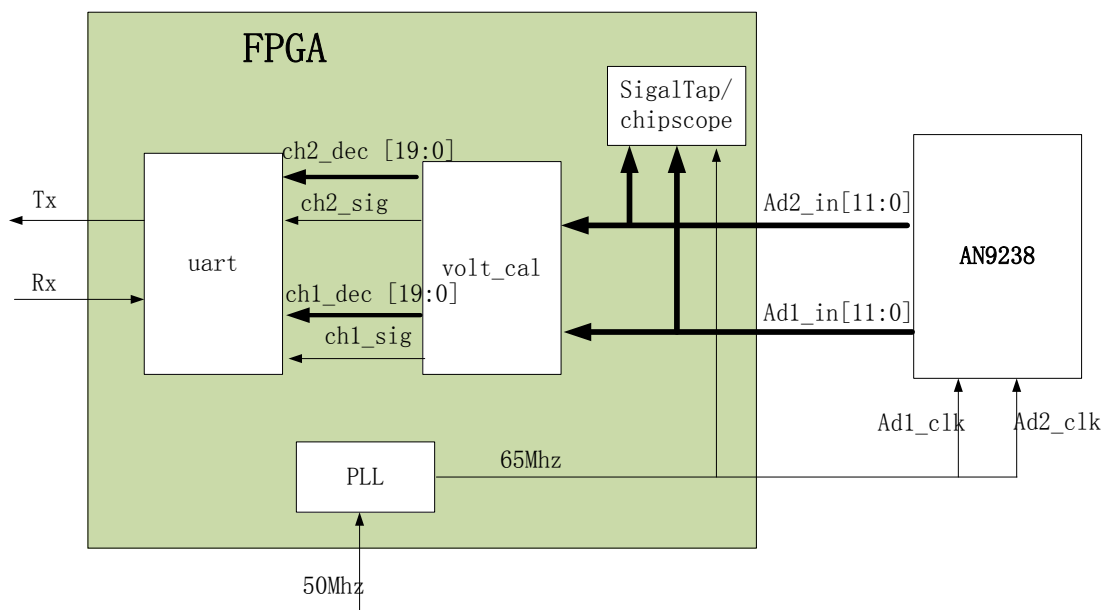 FPGA
SigalTap/
chipscope
ch2_dec [19:0]
Tx
ch2_sig
Ad2_in[11:0]
uart
volt_cal
AN9238
Rx
ch1_dec [19:0]
Ad1_in[11:0]
ch1_sig
Ad1_clk
Ad2_clk
65Mhz
PLL
50Mhz